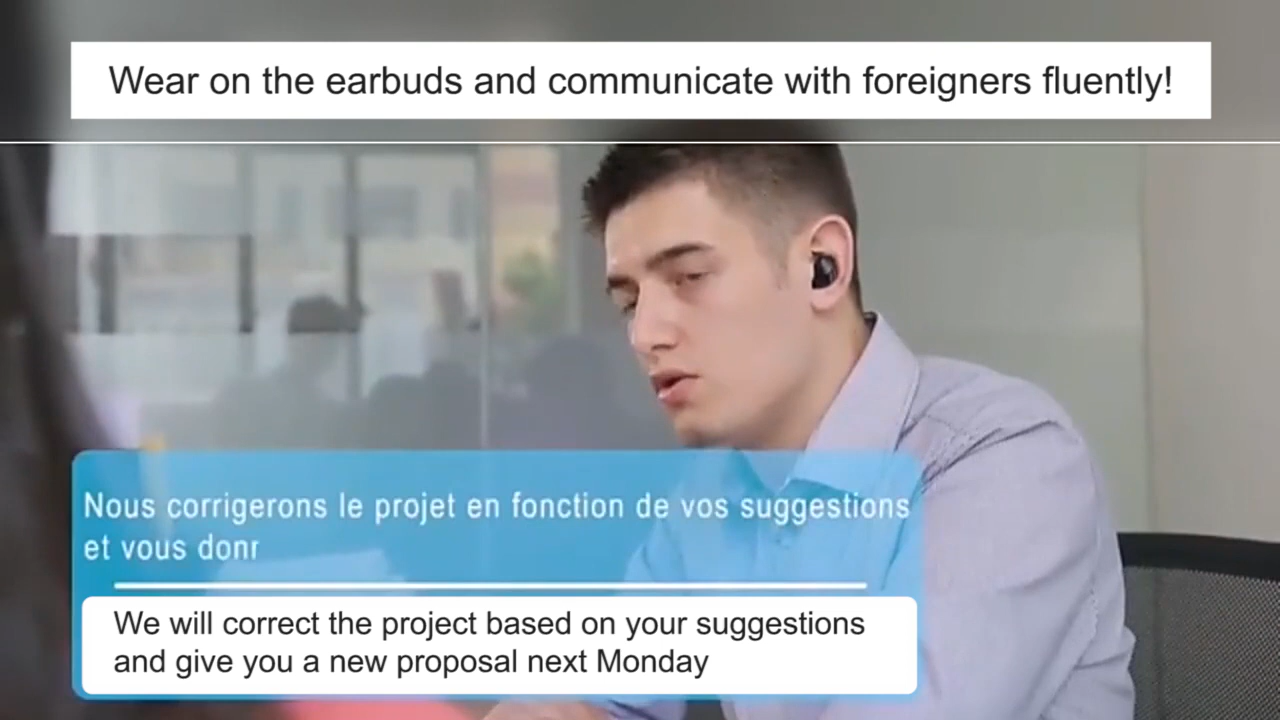 Wear on the earbuds and communicate with foreigners fluently!
Nous corrigerons le projet en fonction de vos suggestions
et vous
We will correct the project based on your suggestions
and give you a new proposal next Monday